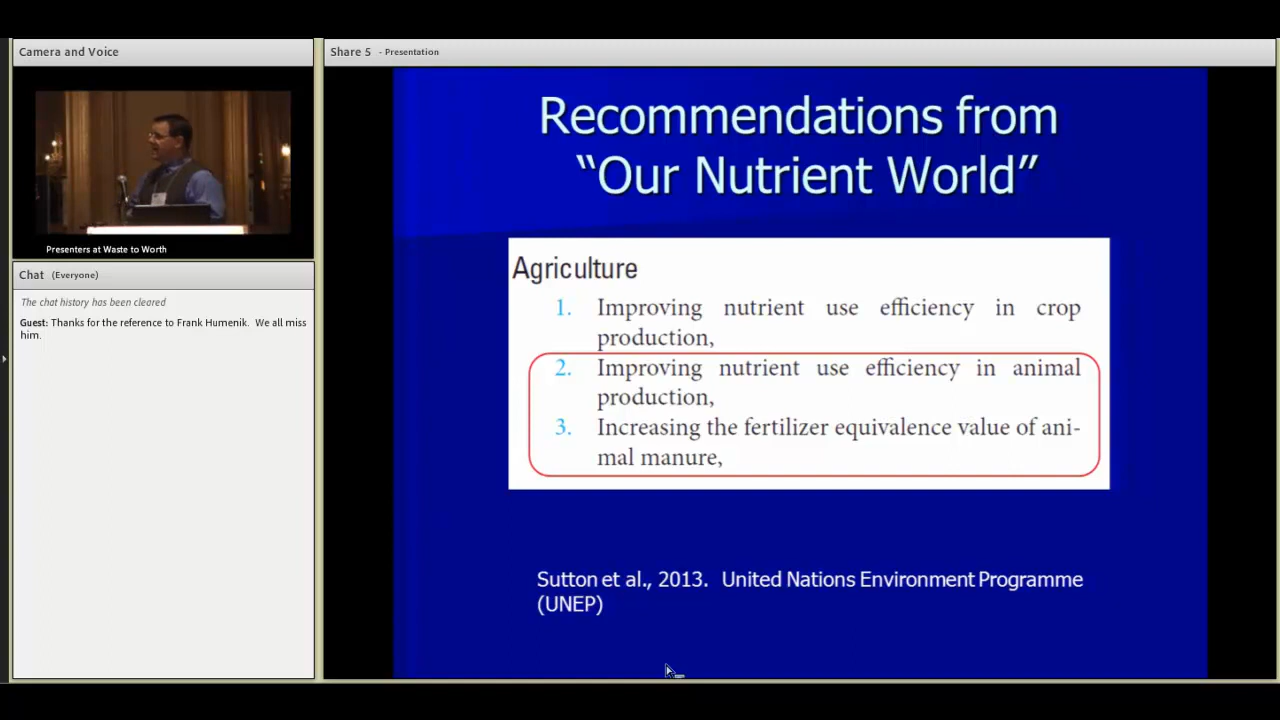 Camera and Voice
Presenters at Waste to Worth
Chat (Everyone)
The chat history has been cleared
Guest: Thanks for the reference to Frank Humenik. We all miss
him.
Share 5 - Presentation
Recommendations from
“Our Nutrient World”
Agriculture
1. Improving nutrient use efficiency in crop
production,
2. Improving nutrient use efficiency in animal
production,
3. Increasing the fertilizer equivalence value of ani-
mal manure,
Sutton et al., 2013. United Nations Environment Programme
(UNEP)